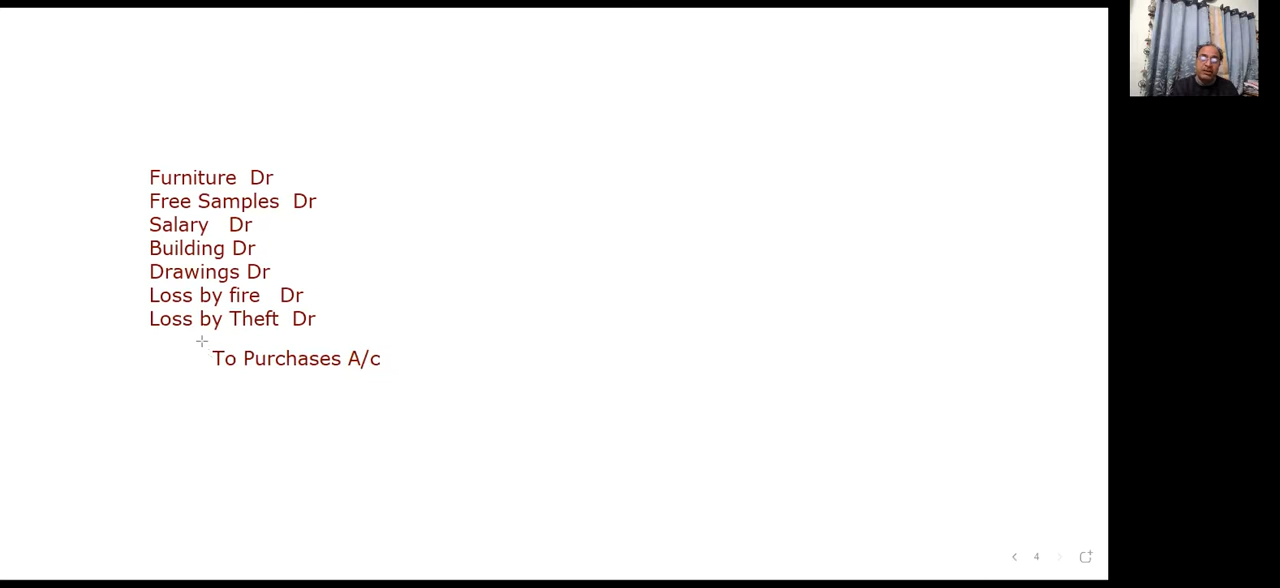 Furniture Dr
Free Samples Dr
Salary Dr
Building Dr
Drawings Dr
Loss by fire Dr
Loss by Theft Dr
To Purchases A/c
4